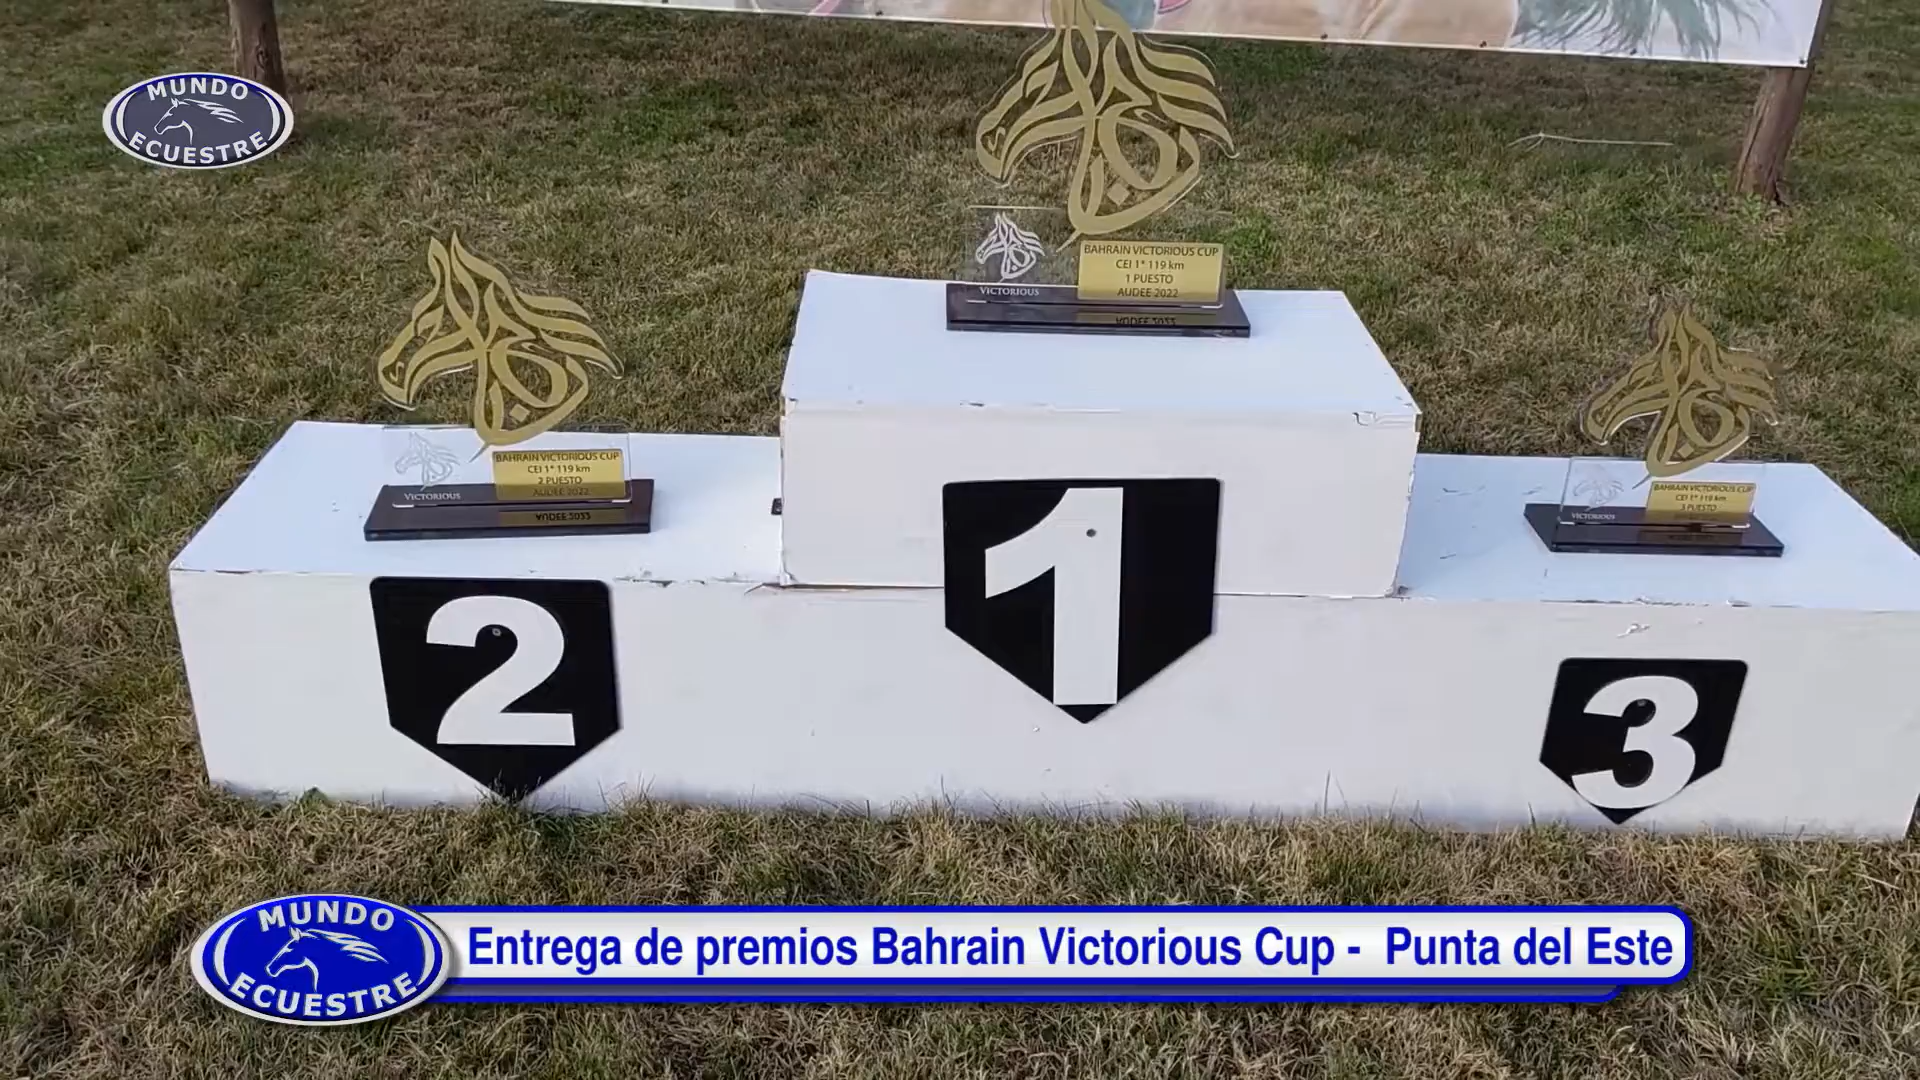 MUNDO
ECUESTRE
BAHRAIN VICTORIOUS CUP
CEI 1* 119 km
1 PUESTO
AUDEE 2022
VICTORIOUS
BAHRAIN VICTORIOUS CUP
CEI 1* 119 km
2 PUESTO
AUDEE 2022
VICTORIOUS
BAHRAIN VICTORIOUS CUP
CEI 1* 119 km
3 PUESTO
VICTORIOUS
1
2
3
MUNDO
ECUESTRE
Entrega de premios Bahrain Victorious Cup - Punta del Este